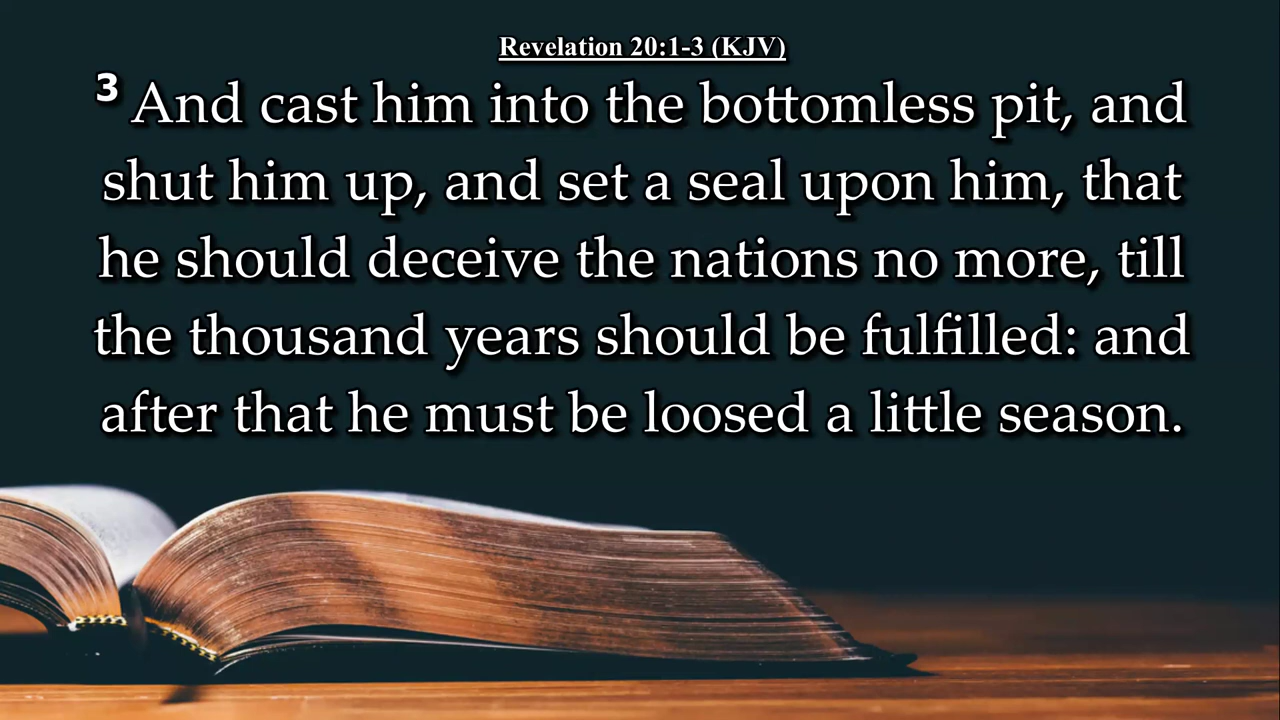 Revelation 20:1-3 (KJV)
3 And cast him into the bottomless pit, and
shut him up, and set a seal upon him, that
he should deceive the nations no more, till
the thousand years should be fulfilled: and
after that he must be loosed a little season.